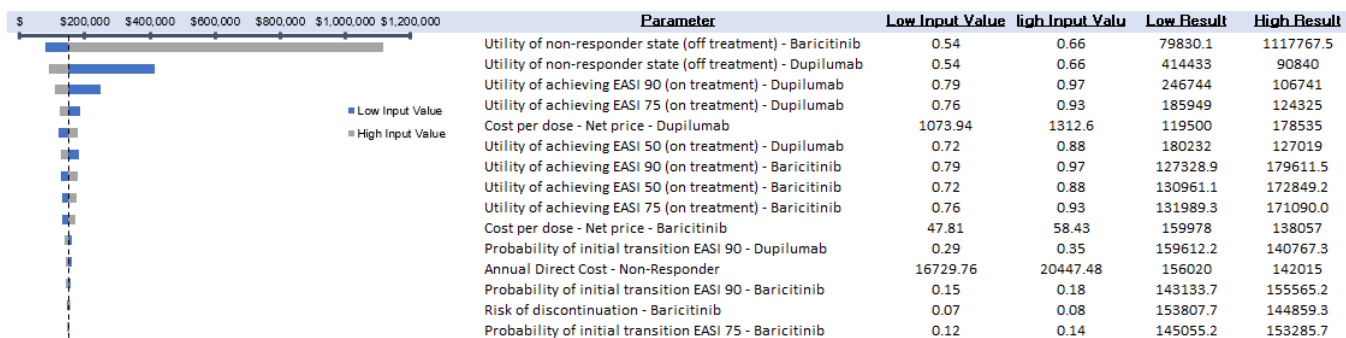 $ $200,000 $400,000 $600,000 $800,000 $1,000,000 $1,200,000 Parameter Low Input Value ligh Input Valu Low Result High Result
Utility of non-responder state (off treatment) - Baricitinib 0.54 0.66 79830.1 1117767.5
Utility of non-responder state (off treatment) - Dupilumab 0.54 0.66 414433 90840
Utility of achieving EASI 90 (on treatment) - Dupilumab 0.79 0.97 246744 106741
Utility of achieving EASI 75 (on treatment) - Dupilumab 0.76 0.93 185949 124325
Low Input Value
Cost per dose - Net price - Dupilumab 1073.94 1312.6 119500 178535
High Input Value
Utility of achieving EASI 50 (on treatment) - Dupilumab 0.72 0.88 180232 127019
Utility of achieving EASI 90 (on treatment) - Baricitinib 0.79 0.97 127328.9 179611.5
Utility of achieving EASI 50 (on treatment) - Baricitinib 0.72 0.88 130961.1 172849.2
Utility of achieving EASI 75 (on treatment) - Baricitinib 0.76 0.93 131989.3 171090.0
Cost per dose - Net price - Baricitinib 47.81 58.43 159978 138057
Probability of initial transition EASI 90 - Dupilumab 0.29 0.35 159612.2 140767.3
Annual Direct Cost - Non-Responder 16729.76 20447.48 156020 142015
Probability of initial transition EASI 90 - Baricitinib 0.15 0.18 143133.7 155565.2
Risk of discontinuation - Baricitinib 0.07 0.08 153807.7 144859.3
Probability of initial transition EASI 75 - Baricitinib 0.12 0.14 145055.2 153285.7